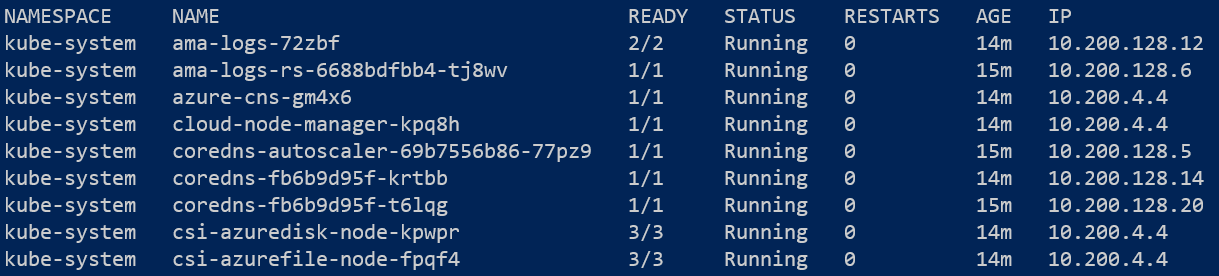 NAMESPACE NAME READY STATUS RESTARTS AGE IP
kube-system ama-logs-72zbf 2/2 Running 0 14m 10.200.128.12
kube-system ama-logs-rs-6688bdfbb4-tj8wv 1/1 Running 0 15m 10.200.128.6
kube-system azure-cns-gm4x6 1/1 Running 0 14m 10.200.4.4
kube-system cloud-node-manager-kpq8h 1/1 Running 0 14m 10.200.4.4
kube-system coredns-autoscaler-69b7556b86-77pz9 1/1 Running 0 15m 10.200.128.5
kube-system coredns-fb6b9d95f-krtbb 1/1 Running 0 14m 10.200.128.14
kube-system coredns-fb6b9d95f-t6lqg 1/1 Running 0 15m 10.200.128.20
kube-system csi-azuredisk-node-kpwpr 3/3 Running 0 14m 10.200.4.4
kube-system csi-azurefile-node-fpqf4 3/3 Running 0 14m 10.200.4.4